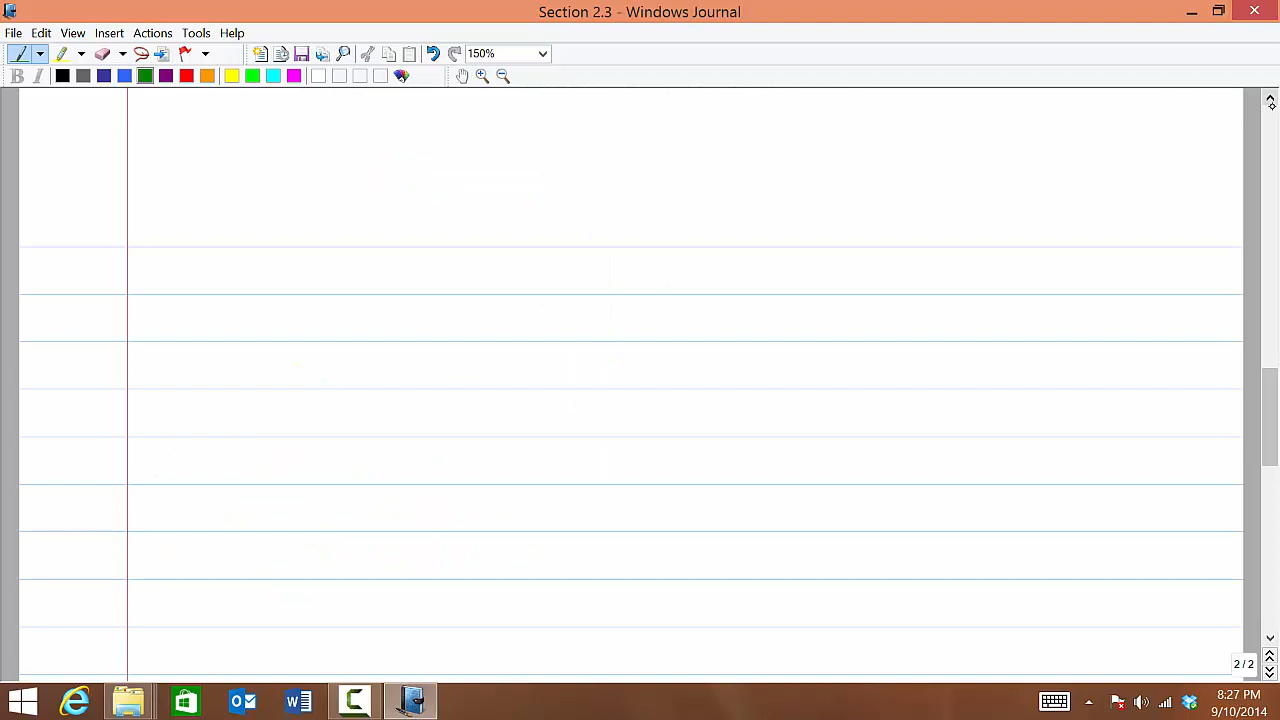 Section 2.3 - Windows Journal
File Edit View Insert Actions Tools Help
150%
B I
2 / 2
8:27 PM
9/10/2014